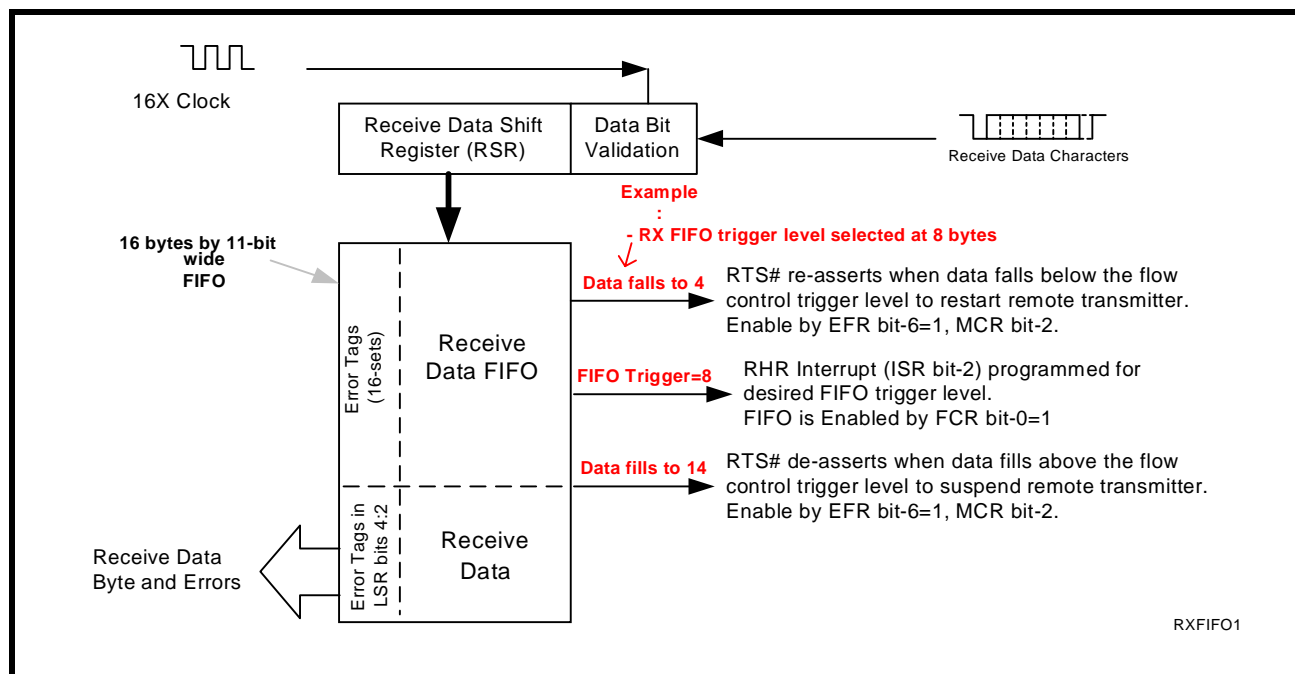 16X Clock
Receive Data Shift
Register (RSR)
Data Bit
Validation
Receive Data Characters
Example
:
- RX FIFO trigger level selected at 8 bytes
16 bytes by 11-bit
wide
FIFO
Error Tags
(16-sets)
Receive
Data FIFO
Data falls to 4
RTS# re-asserts when data falls below the flow
control trigger level to restart remote transmitter.
Enable by EFR bit-6=1, MCR bit-2.
FIFO Trigger=8
RHR Interrupt (ISR bit-2) programmed for
desired FIFO trigger level.
FIFO is Enabled by FCR bit-0=1
Data fills to 14
RTS# de-asserts when data fills above the flow
control trigger level to suspend remote transmitter.
Enable by EFR bit-6=1, MCR bit-2.
Error Tags in
LSR bits 4:2
Receive
Data
Receive Data
Byte and Errors
RXFIFO1